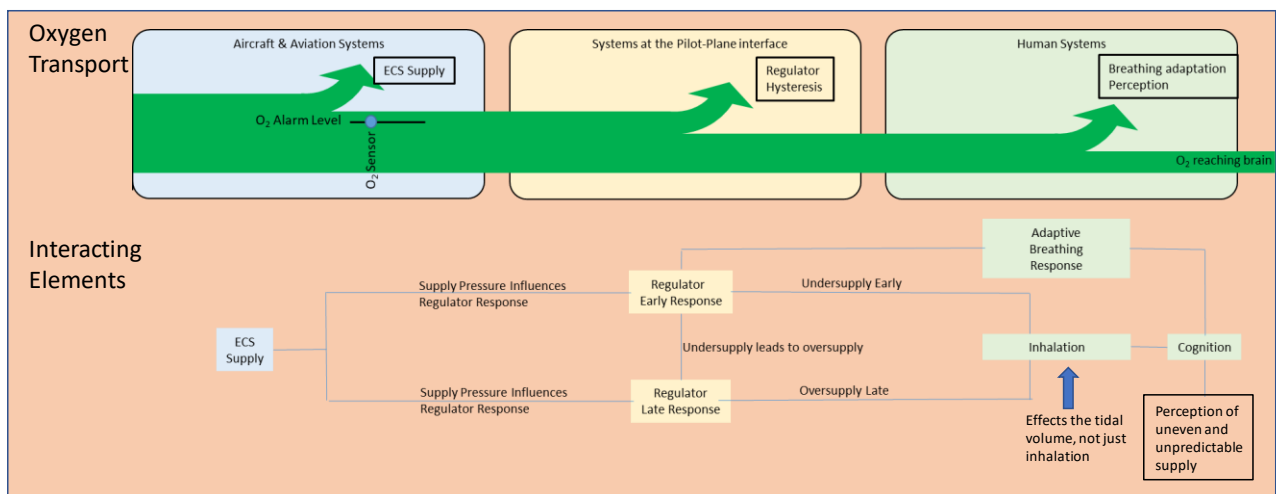 Oxygen
Transport
Aircraft & Aviation Systems
ECS Supply
O2 Alarm Level
O2 Sensor
Systems at the Pilot-Plane interface
Regulator
Hysteresis
Human Systems
Breathing adaptation
Perception
O2 reaching brain
Interacting
Elements
ECS
Supply
Supply Pressure Influences
Regulator Response
Supply Pressure Influences
Regulator Response
Regulator
Early Response
Undersupply leads to oversupply
Regulator
Late Response
Undersupply Early
Oversupply Late
Adaptive
Breathing
Response
Inhalation
Cognition
Effects the tidal
volume, not just
inhalation
Perception of
uneven and
unpredictable
supply